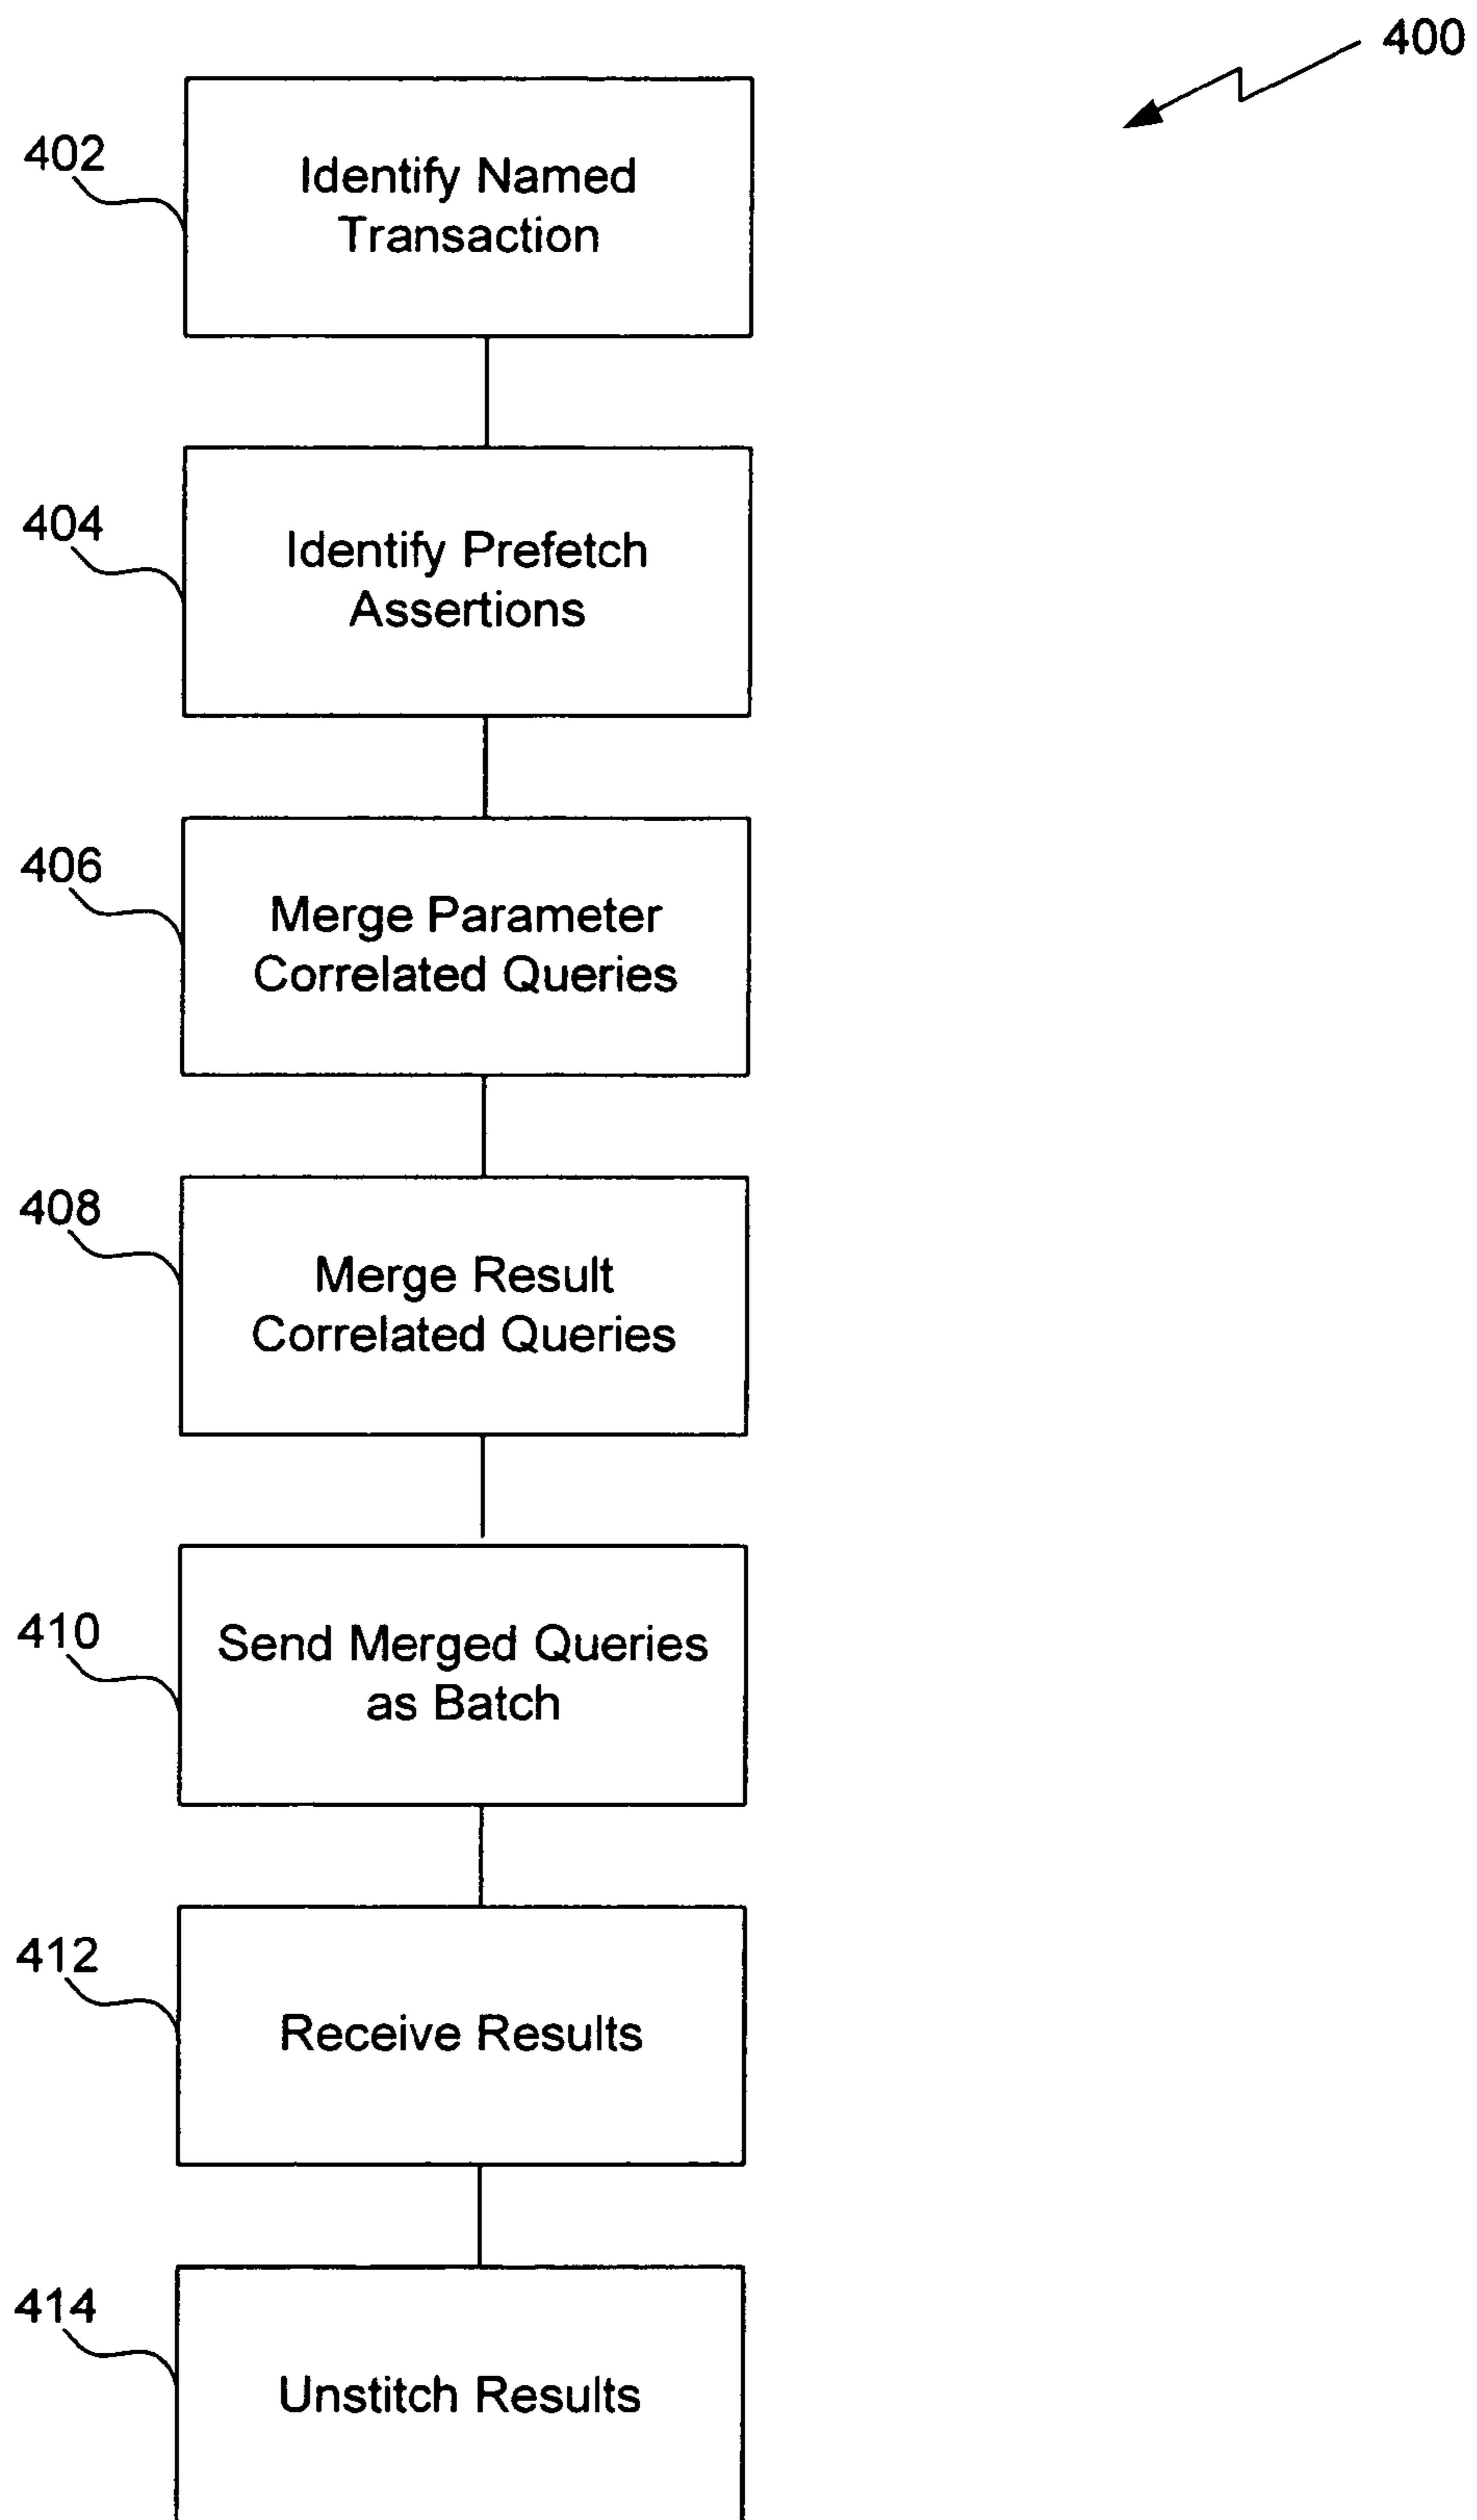 400
402
Identify Named
Transaction
404
Identify Prefetch
Assertions
406
Merge Parameter
Correlated Queries
408
Merge Result
Correlated Queries
410
Send Merged Queries
as Batch
412
Receive Results
414
Unstitch Results